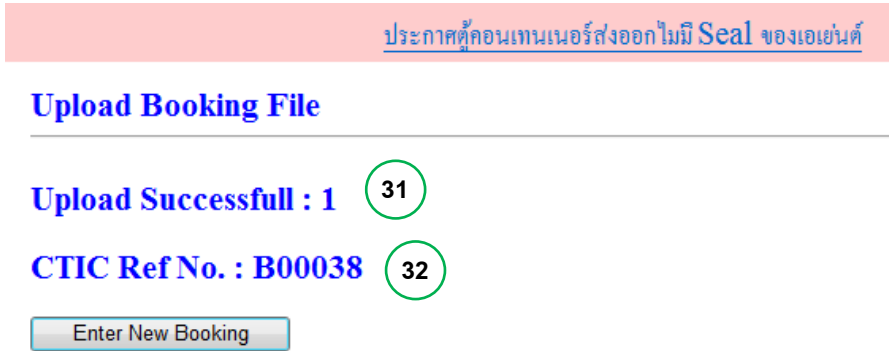 ประกาศตู้คอนเทนเนอร์ส่งออกไม่มี Seal ของเอเย่นต์
Upload Booking File
Upload Successfull : 1 31
CTIC Ref No. : B00038 32
Enter New Booking